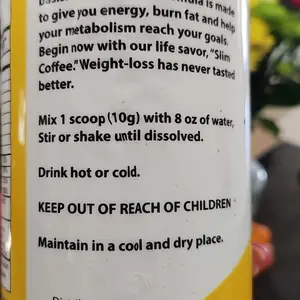 formula is made
to give you energy, burn fat and help
your metabolism reach your goals.
Begin now with our life savor, "Slim
Coffee." Weight-loss has never tasted
better.
Mix 1 scoop (10g) with 8 oz of water,
Stir or shake until dissolved.
Drink hot or cold.
KEEP OUT OF REACH OF CHILDREN
Maintain in a cool and dry place.